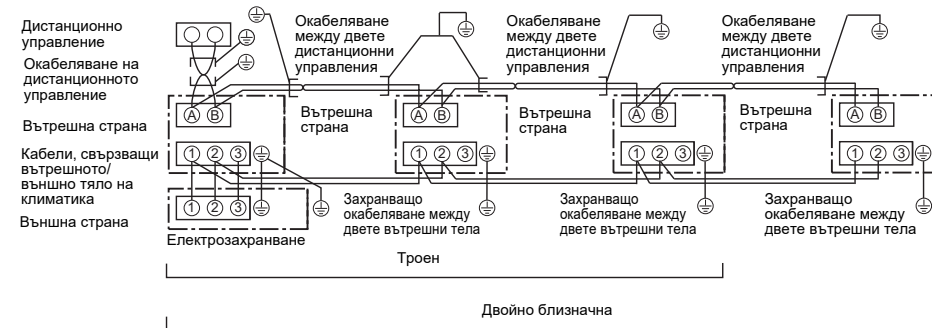 Дистанционно
управление
Окабеляване на
дистанционното
управление
Вътрешна страна
Кабели, свързващи
вътрешното/
външно тяло на
климатика
Външна страна
Окабеляване
между двете
дистанционни
управления
Окабеляване
между двете
дистанционни
управления
Окабеляване
между двете
дистанционни
управления
A B
Вътрешна
страна
A B
Вътрешна
страна
A B
Вътрешна
страна
A B
1 2 3
1 2 3
1 2 3
1 2 3
1 2 3
Захранващо
окабеляване между
двете вътрешни тела
Захранващо
окабеляване между
двете вътрешни тела
Захранващо
окабеляване между
двете вътрешни тела
Електрозахранване
Троен
Двойно близначна